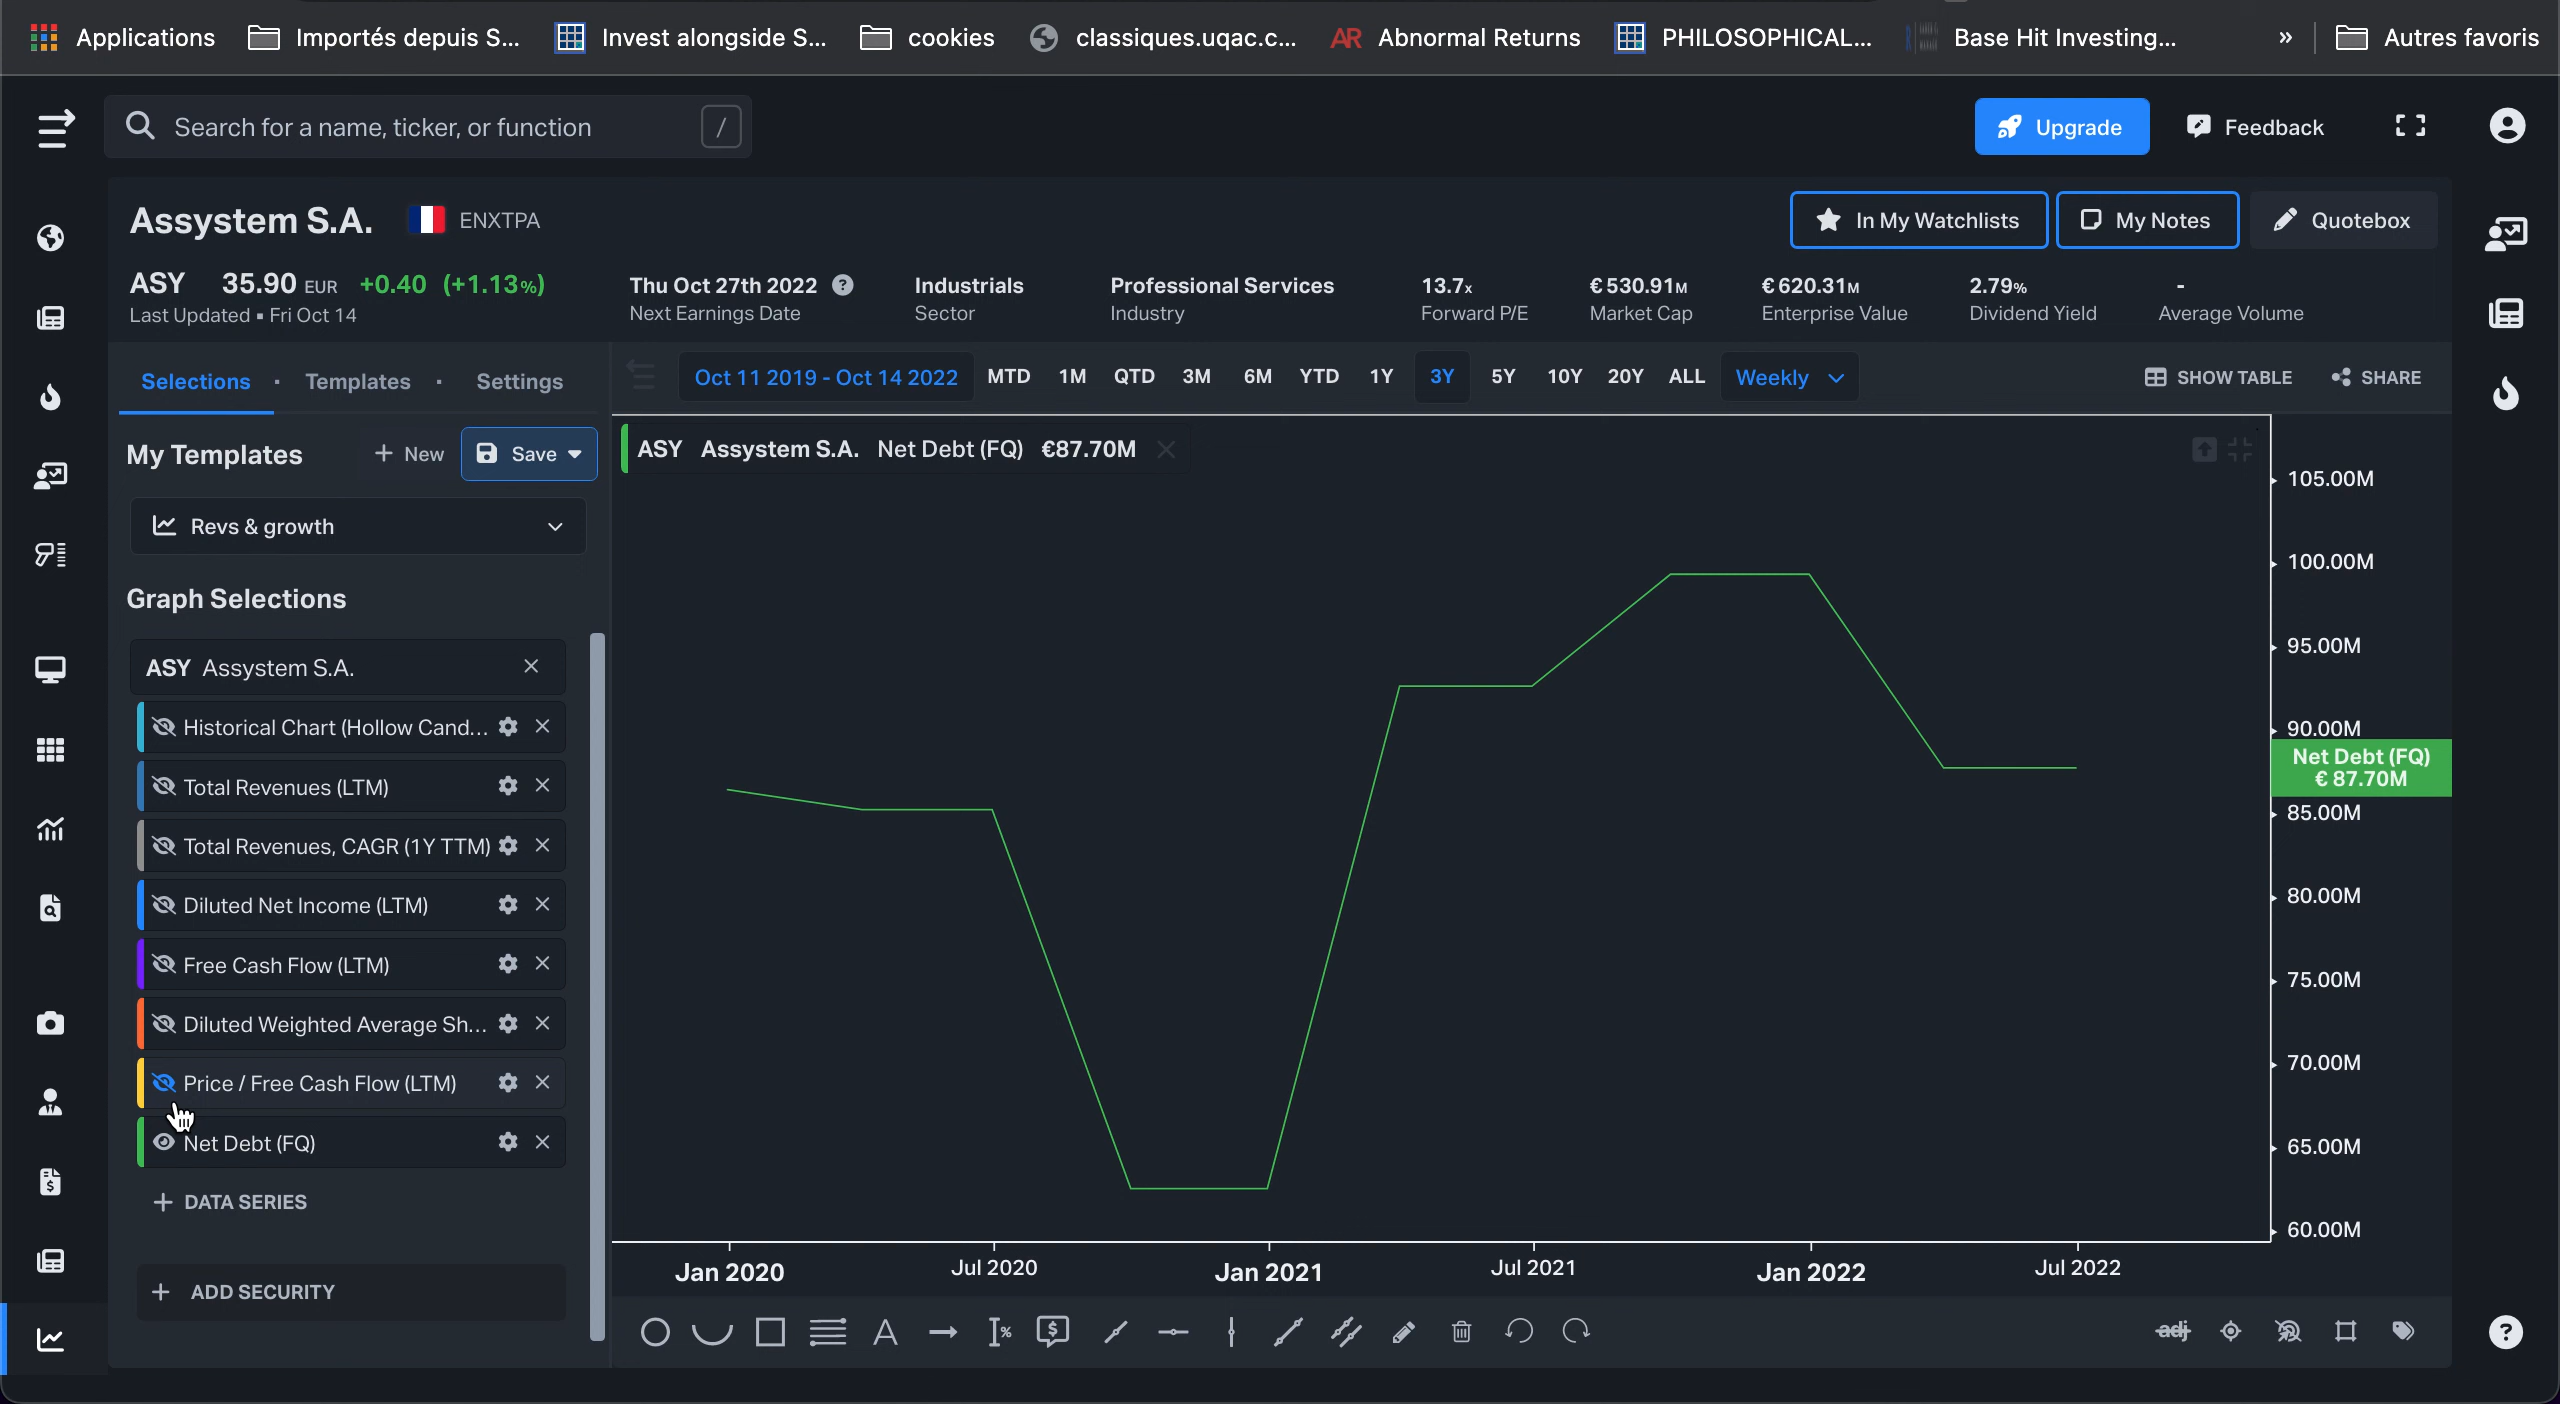 Applications Importés depuis S... Invest alongside S... cookies classiques.uqac.c... AR Abnormal Returns PHILOSOPHICAL... Base Hit Investing... » Autres favoris
Search for a name, ticker, or function /
Upgrade Feedback
Assystem S.A. ENXTPA
In My Watchlists My Notes Quotebox
ASY 35.90 EUR +0.40 (+1.13%)
Last Updated ▪ Fri Oct 14
Thu Oct 27th 2022 ?
Next Earnings Date
Industrials
Sector
Professional Services
Industry
13.7x
Forward P/E
€530.91M
Market Cap
€620.31M
Enterprise Value
2.79%
Dividend Yield
-
Average Volume
Selections · Templates · Settings
Oct 11 2019 - Oct 14 2022 MTD 1M QTD 3M 6M YTD 1Y 3Y 5Y 10Y 20Y ALL Weekly
SHOW TABLE SHARE
My Templates + New Save
Revs & growth
Graph Selections
ASY Assystem S.A.
Historical Chart (Hollow Cand...
Total Revenues (LTM)
Total Revenues, CAGR (1Y TTM)
Diluted Net Income (LTM)
Free Cash Flow (LTM)
Diluted Weighted Average Sh...
Price / Free Cash Flow (LTM)
Net Debt (FQ)
+ DATA SERIES
+ ADD SECURITY
ASY Assystem S.A. Net Debt (FQ) €87.70M
105.00M
100.00M
95.00M
90.00M
Net Debt (FQ)
€ 87.70M
85.00M
80.00M
75.00M
70.00M
65.00M
60.00M
Jan 2020 Jul 2020 Jan 2021 Jul 2021 Jan 2022 Jul 2022
A % $ adj ?